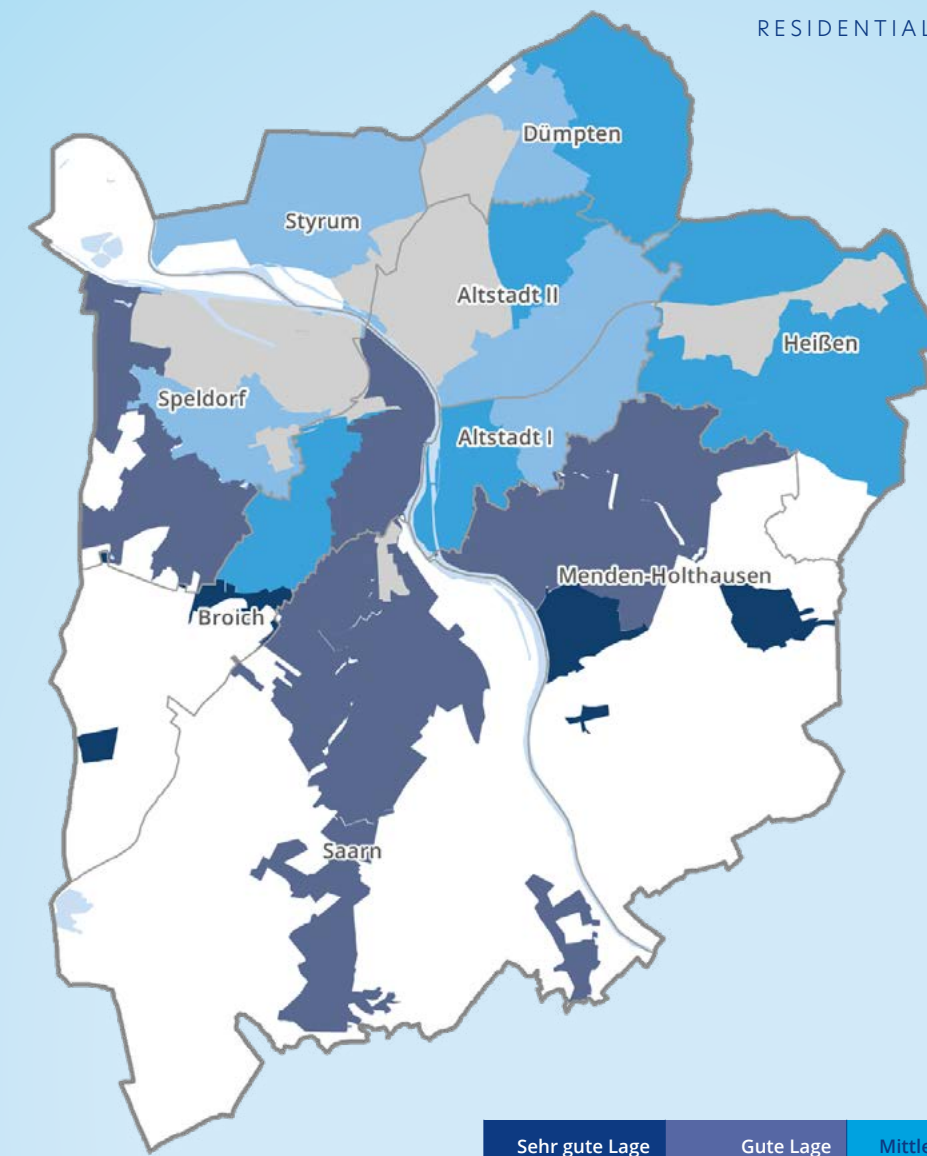 RESIDENTIAL
Dümpten
Styrum
Altstadt II
Heißen
Speldorf
Altstadt I
Menden-Holthausen
Broich
Saarn
Sehr gute Lage Gute Lage